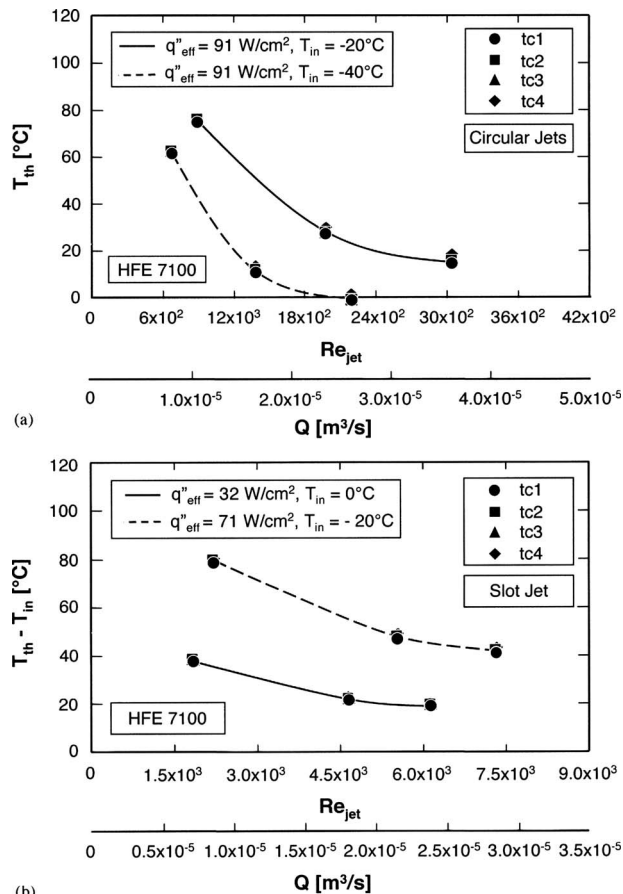 120
q"eff = 91 W/cm², Tin = -20°C
q"eff = 91 W/cm², Tin = -40°C
tc1
tc2
tc3
tc4
100
80
60
40
20
0
Circular Jets
Tth [°C]
HFE 7100
0 6x10² 12x10³ 18x10² 24x10² 30x10² 36x10² 42x10²
Rejet
0 1.0x10⁻⁵ 2.0x10⁻⁵ 3.0x10⁻⁵ 4.0x10⁻⁵ 5.0x10⁻⁵
(a)
Q [m³/s]
120
q"eff = 32 W/cm², Tin = 0°C
q"eff = 71 W/cm², Tin = - 20°C
tc1
tc2
tc3
tc4
100
80
60
40
20
0
Slot Jet
Tth - Tin [°C]
HFE 7100
0 1.5x10³ 3.0x10³ 4.5x10³ 6.0x10³ 7.5x10³ 9.0x10³
Rejet
0 0.5x10⁻⁵ 1.0x10⁻⁵ 1.5x10⁻⁵ 2.0x10⁻⁵ 2.5x10⁻⁵ 3.0x10⁻⁵ 3.5x10⁻⁵
(b)
Q [m³/s]